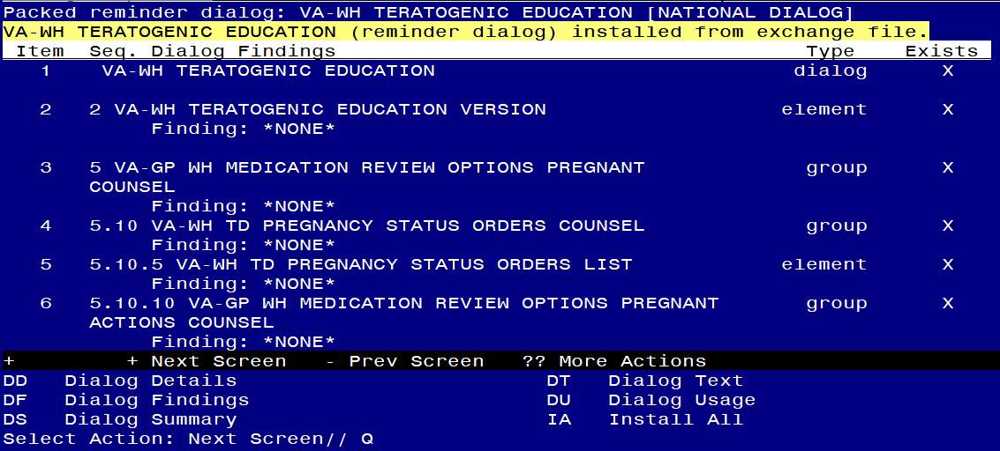 Packed reminder dialog: VA-WH TERATOGENIC EDUCATION [NATIONAL DIALOG]
VA-WH TERATOGENIC EDUCATION (reminder dialog) installed from exchange file.
Item Seq. Dialog Findings Type Exists
1 VA-WH TERATOGENIC EDUCATION dialog X
2 2 VA-WH TERATOGENIC EDUCATION VERSION element X
Finding: *NONE*
3 5 VA-GP WH MEDICATION REVIEW OPTIONS PREGNANT group X
COUNSEL
Finding: *NONE*
4 5.10 VA-WH TD PREGNANCY STATUS ORDERS COUNSEL group X
Finding: *NONE*
5 5.10.5 VA-WH TD PREGNANCY STATUS ORDERS LIST element X
Finding: *NONE*
6 5.10.10 VA-GP WH MEDICATION REVIEW OPTIONS PREGNANT group X
ACTIONS COUNSEL
Finding: *NONE*
+ + Next Screen - Prev Screen ?? More Actions
DD Dialog Details DT Dialog Text
DF Dialog Findings DU Dialog Usage
DS Dialog Summary IA Install All
Select Action: Next Screen// Q